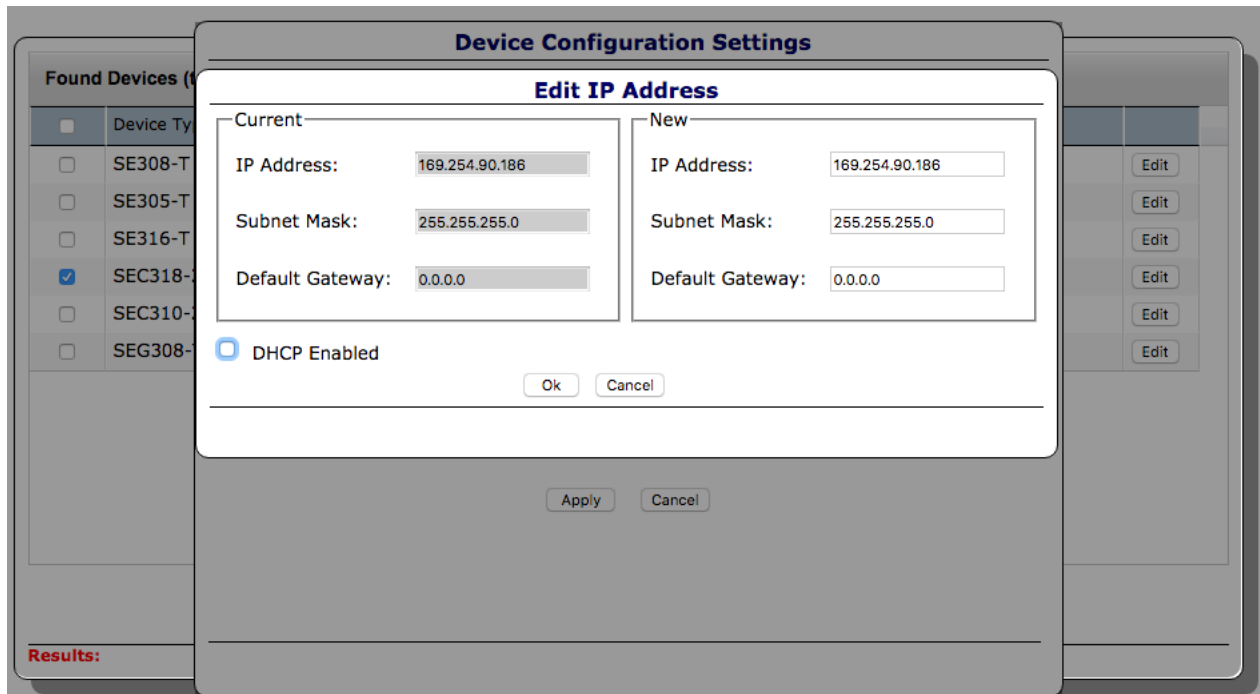 Device Configuration Settings
Found Devices (
Edit IP Address
Device Ty
Current
New
IP Address: 169.254.90.186
IP Address: 169.254.90.186
Subnet Mask: 255.255.255.0
Subnet Mask: 255.255.255.0
Default Gateway: 0.0.0.0
Default Gateway: 0.0.0.0
DHCP Enabled
Ok
Cancel
SE308-T
Edit
SE305-T
Edit
SE316-T
Edit
SEC318-
Edit
SEC310-
Edit
SEG308-
Edit
Apply
Cancel
Results: